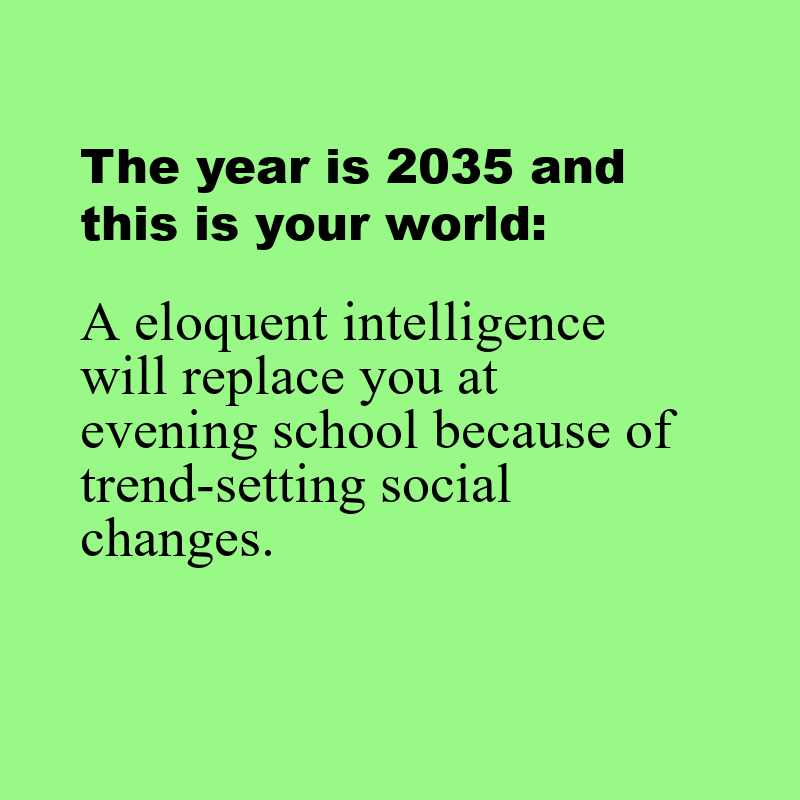 The year is 2035 and
this is your world:
A eloquent intelligence
will replace you at
evening school because of
trend-setting social
changes.